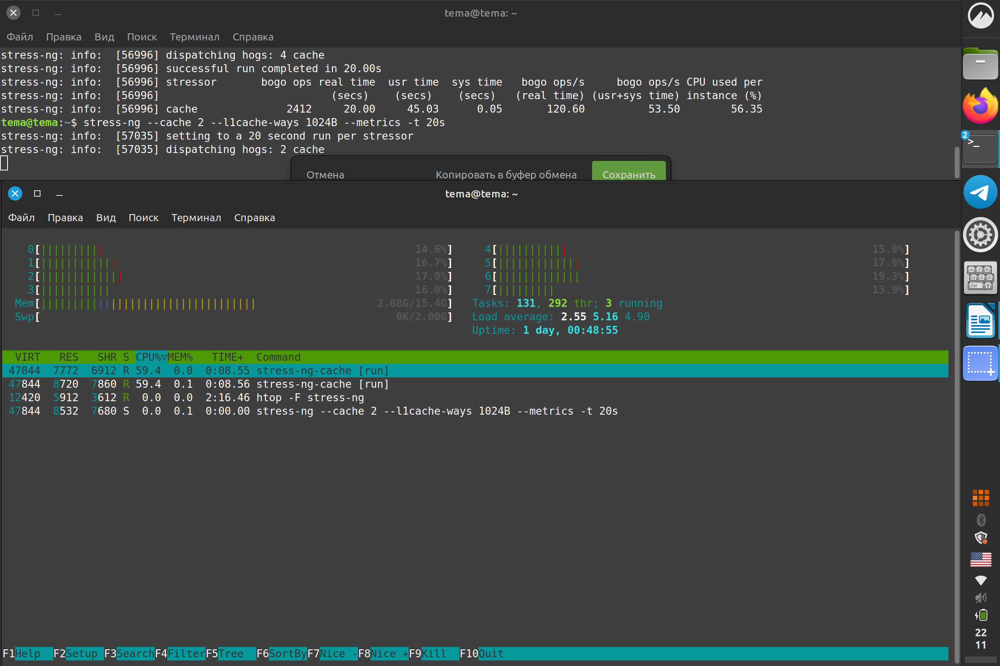 tema@tema: ~
Файл Правка Вид Поиск Терминал Справка
stress-ng: info:  [56996] dispatching hogs: 4 cache
stress-ng: info:  [56996] successful run completed in 20.00s
stress-ng: info:  [56996] stressor       bogo ops real time  usr time  sys time   bogo ops/s     bogo ops/s CPU used per
stress-ng: info:  [56996]                           (secs)    (secs)    (secs)   (real time) (usr+sys time) instance (%)
stress-ng: info:  [56996] cache              2412     20.00     45.03      0.05       120.60          53.50        56.35
tema@tema:~$ stress-ng --cache 2 --l1cache-ways 1024B --metrics -t 20s
stress-ng: info:  [57035] setting to a 20 second run per stressor
stress-ng: info:  [57035] dispatching hogs: 2 cache
Отмена Копировать в буфер обмена Сохранить
tema@tema: ~
Файл Правка Вид Поиск Терминал Справка
0[|||||||||| 14.6%] 4[||||||||||| 15.9%]
1[|||||||||||| 16.7%] 5[||||||||||||| 17.9%]
2[||||||||||||| 17.9%] 6[||||||||||||| 19.3%]
3[||||||||||| 16.0%] 7[||||||||| 13.9%]
Mem[|||||||||||||||||||||||||||||||||| 2.08G/15.4G] Tasks: 131, 292 thr; 3 running
Swp[ 0K/2.00G] Load average: 2.55 5.16 4.90
Uptime: 1 day, 00:48:55
VIRT   RES   SHR S CPU%▽MEM%   TIME+  Command
47844  7772  6912 R 59.4  0.0  0:08.55 stress-ng-cache [run]
47844  8720  7860 R 59.4  0.1  0:08.56 stress-ng-cache [run]
12420  5912  3612 R  0.0  0.0  2:16.46 htop -F stress-ng
47844  8532  7680 S  0.0  0.1  0:00.00 stress-ng --cache 2 --l1cache-ways 1024B --metrics -t 20s
F1Help  F2Setup F3SearchF4FilterF5Tree  F6SortByF7Nice -F8Nice +F9Kill  F10Quit
2
>_
A Z E
Q S D
Ctrl
22
11